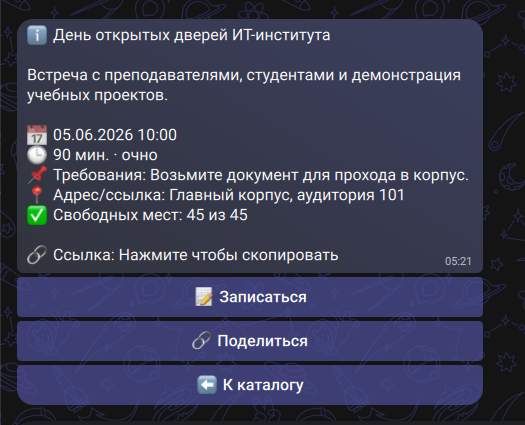 ℹ️ День открытых дверей ИТ-института
Встреча с преподавателями, студентами и демонстрация
учебных проектов.
📅 05.06.2026 10:00
🕒 90 мин. · очно
📌 Требования: Возьмите документ для прохода в корпус.
📍 Адрес/ссылка: Главный корпус, аудитория 101
✅ Свободных мест: 45 из 45
🔗 Ссылка: Нажмите чтобы скопировать
05:21
📝 Записаться
🔗 Поделиться
⬅️ К каталогу